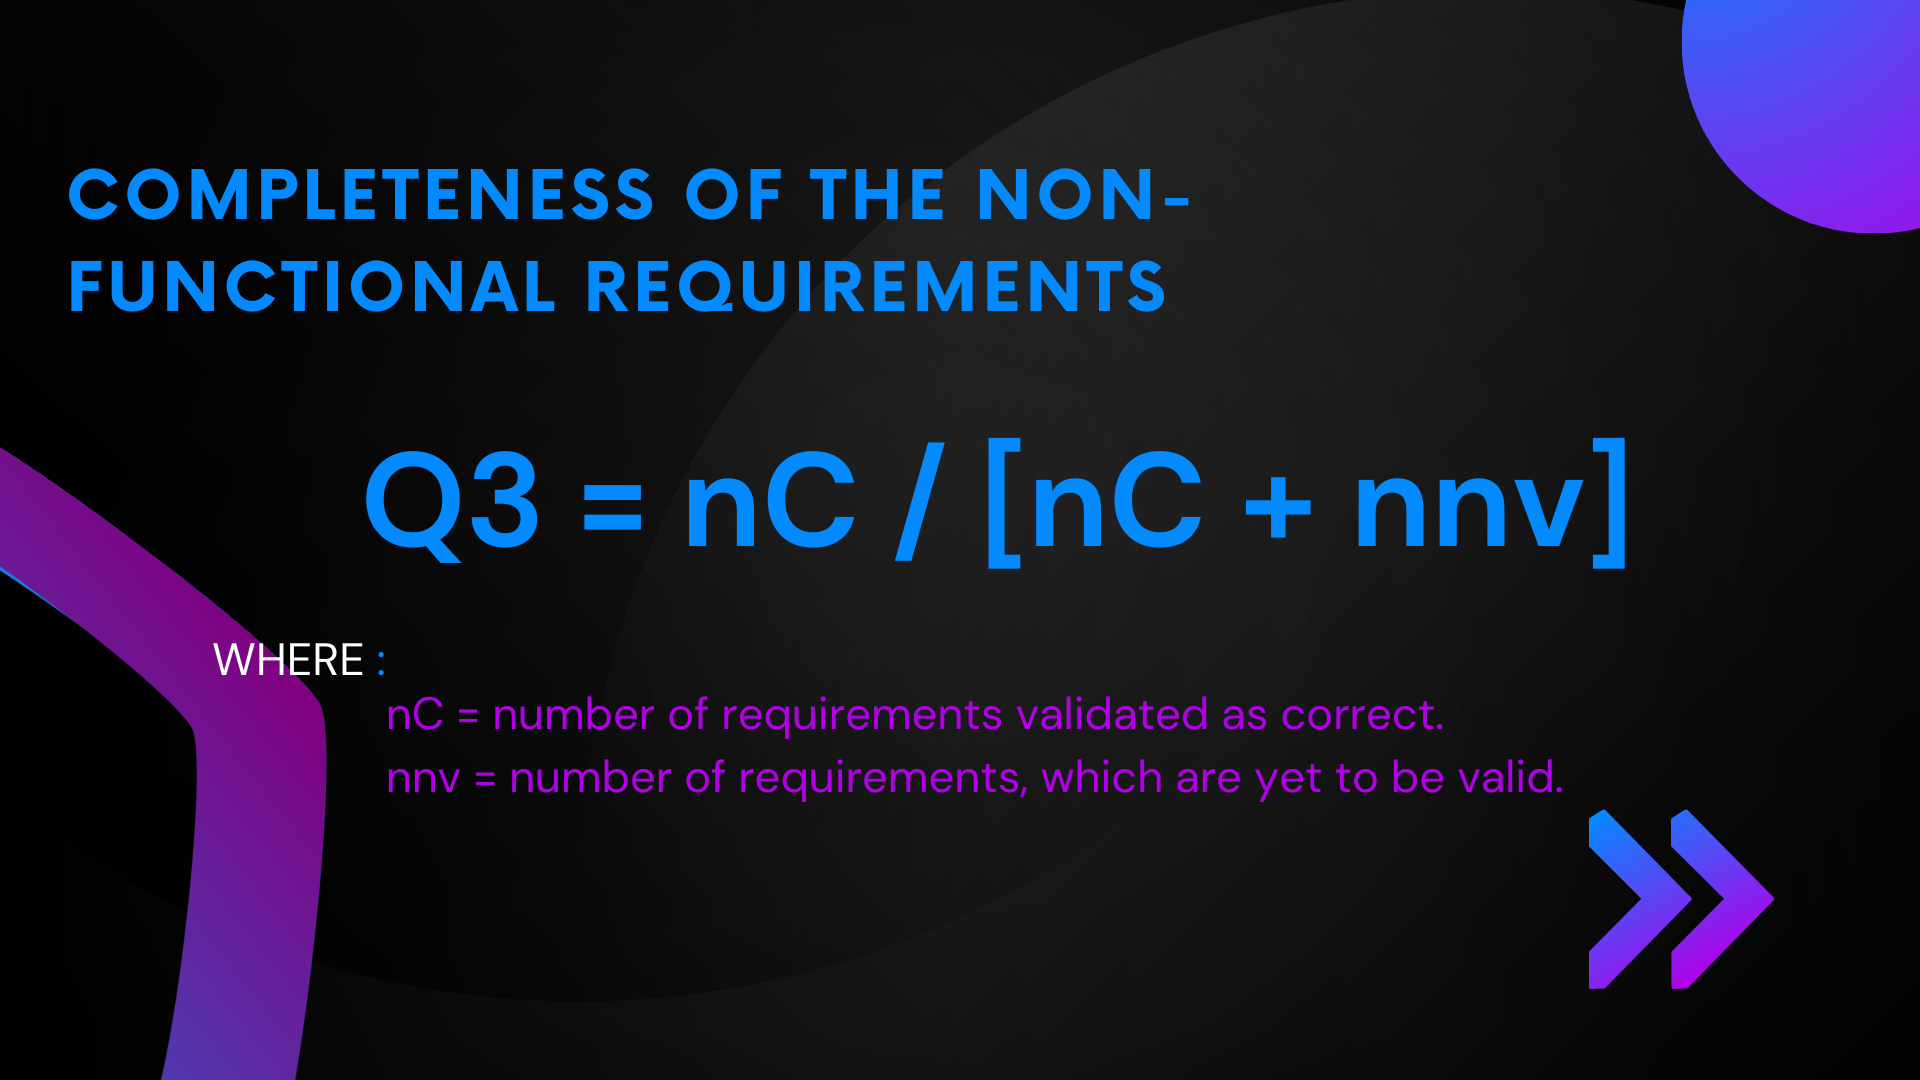 COMPLETENESS OF THE NON-
FUNCTIONAL REQUIREMENTS
Q3 = nC / [nC + nnv]
WHERE :
nC = number of requirements validated as correct.
nnv = number of requirements, which are yet to be valid.